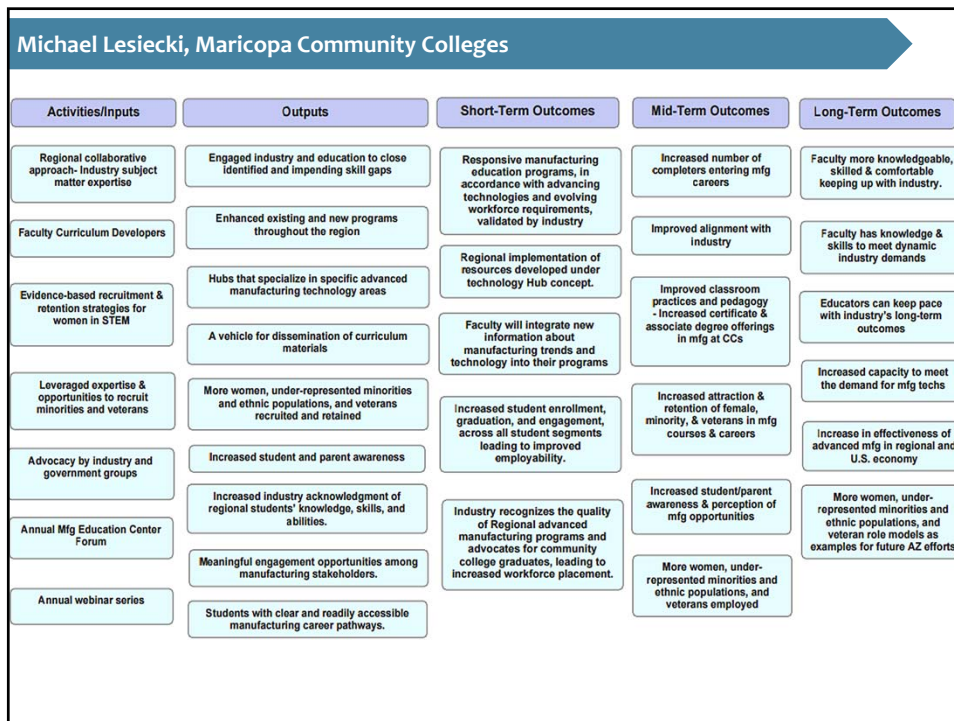 Michael Lesiecki, Maricopa Community Colleges
Activities/Inputs
Regional collaborative
approach- Industry subject
matter expertise
Faculty Curriculum Developers
Evidence-based recruitment &
retention strategies for
women in STEM
Leveraged expertise &
opportunities to recruit
minorities and veterans
Advocacy by industry and
government groups
Annual Mfg Education Center
Forum
Annual webinar series
Outputs
Engaged industry and education to close
identified and impending skill gaps
Enhanced existing and new programs
throughout the region
Hubs that specialize in specific advanced
manufacturing technology areas
A vehicle for dissemination of curriculum
materials
More women, under-represented minorities
and ethnic populations, and veterans
recruited and retained
Increased student and parent awareness
Increased industry acknowledgment of
regional students' knowledge, skills, and
abilities.
Meaningful engagement opportunities among
manufacturing stakeholders.
Students with clear and readily accessible
manufacturing career pathways.
Short-Term Outcomes
Responsive manufacturing
education programs, in
accordance with advancing
technologies and evolving
workforce requirements,
validated by industry
Regional implementation of
resources developed under
technology Hub concept.
Faculty will integrate new
information about
manufacturing trends and
technology into their programs
Increased student enrollment,
graduation, and engagement,
across all student segments
leading to improved
employability.
Industry recognizes the quality
of Regional advanced
manufacturing programs and
advocates for community
college graduates, leading to
increased workforce placement.
Mid-Term Outcomes
Increased number of
completers entering mfg
careers
Improved alignment with
industry
Improved classroom
practices and pedagogy
- Increased certificate &
associate degree offerings
in mfg at CCs
Increased attraction &
retention of female,
minority, & veterans in mfg
courses & careers
Increased student/parent
awareness & perception of
mfg opportunities
More women, under-
represented minorities and
ethnic populations, and
veterans employed
Long-Term Outcomes
Faculty more knowledgeable,
skilled & comfortable
keeping up with industry.
Faculty has knowledge &
skills to meet dynamic
industry demands
Educators can keep pace
with industry's long-term
outcomes
Increased capacity to meet
the demand for mfg techs
Increase in effectiveness of
advanced mfg in regional and
U.S. economy
More women, under-
represented minorities and
ethnic populations, and
veteran role models as
examples for future AZ efforts